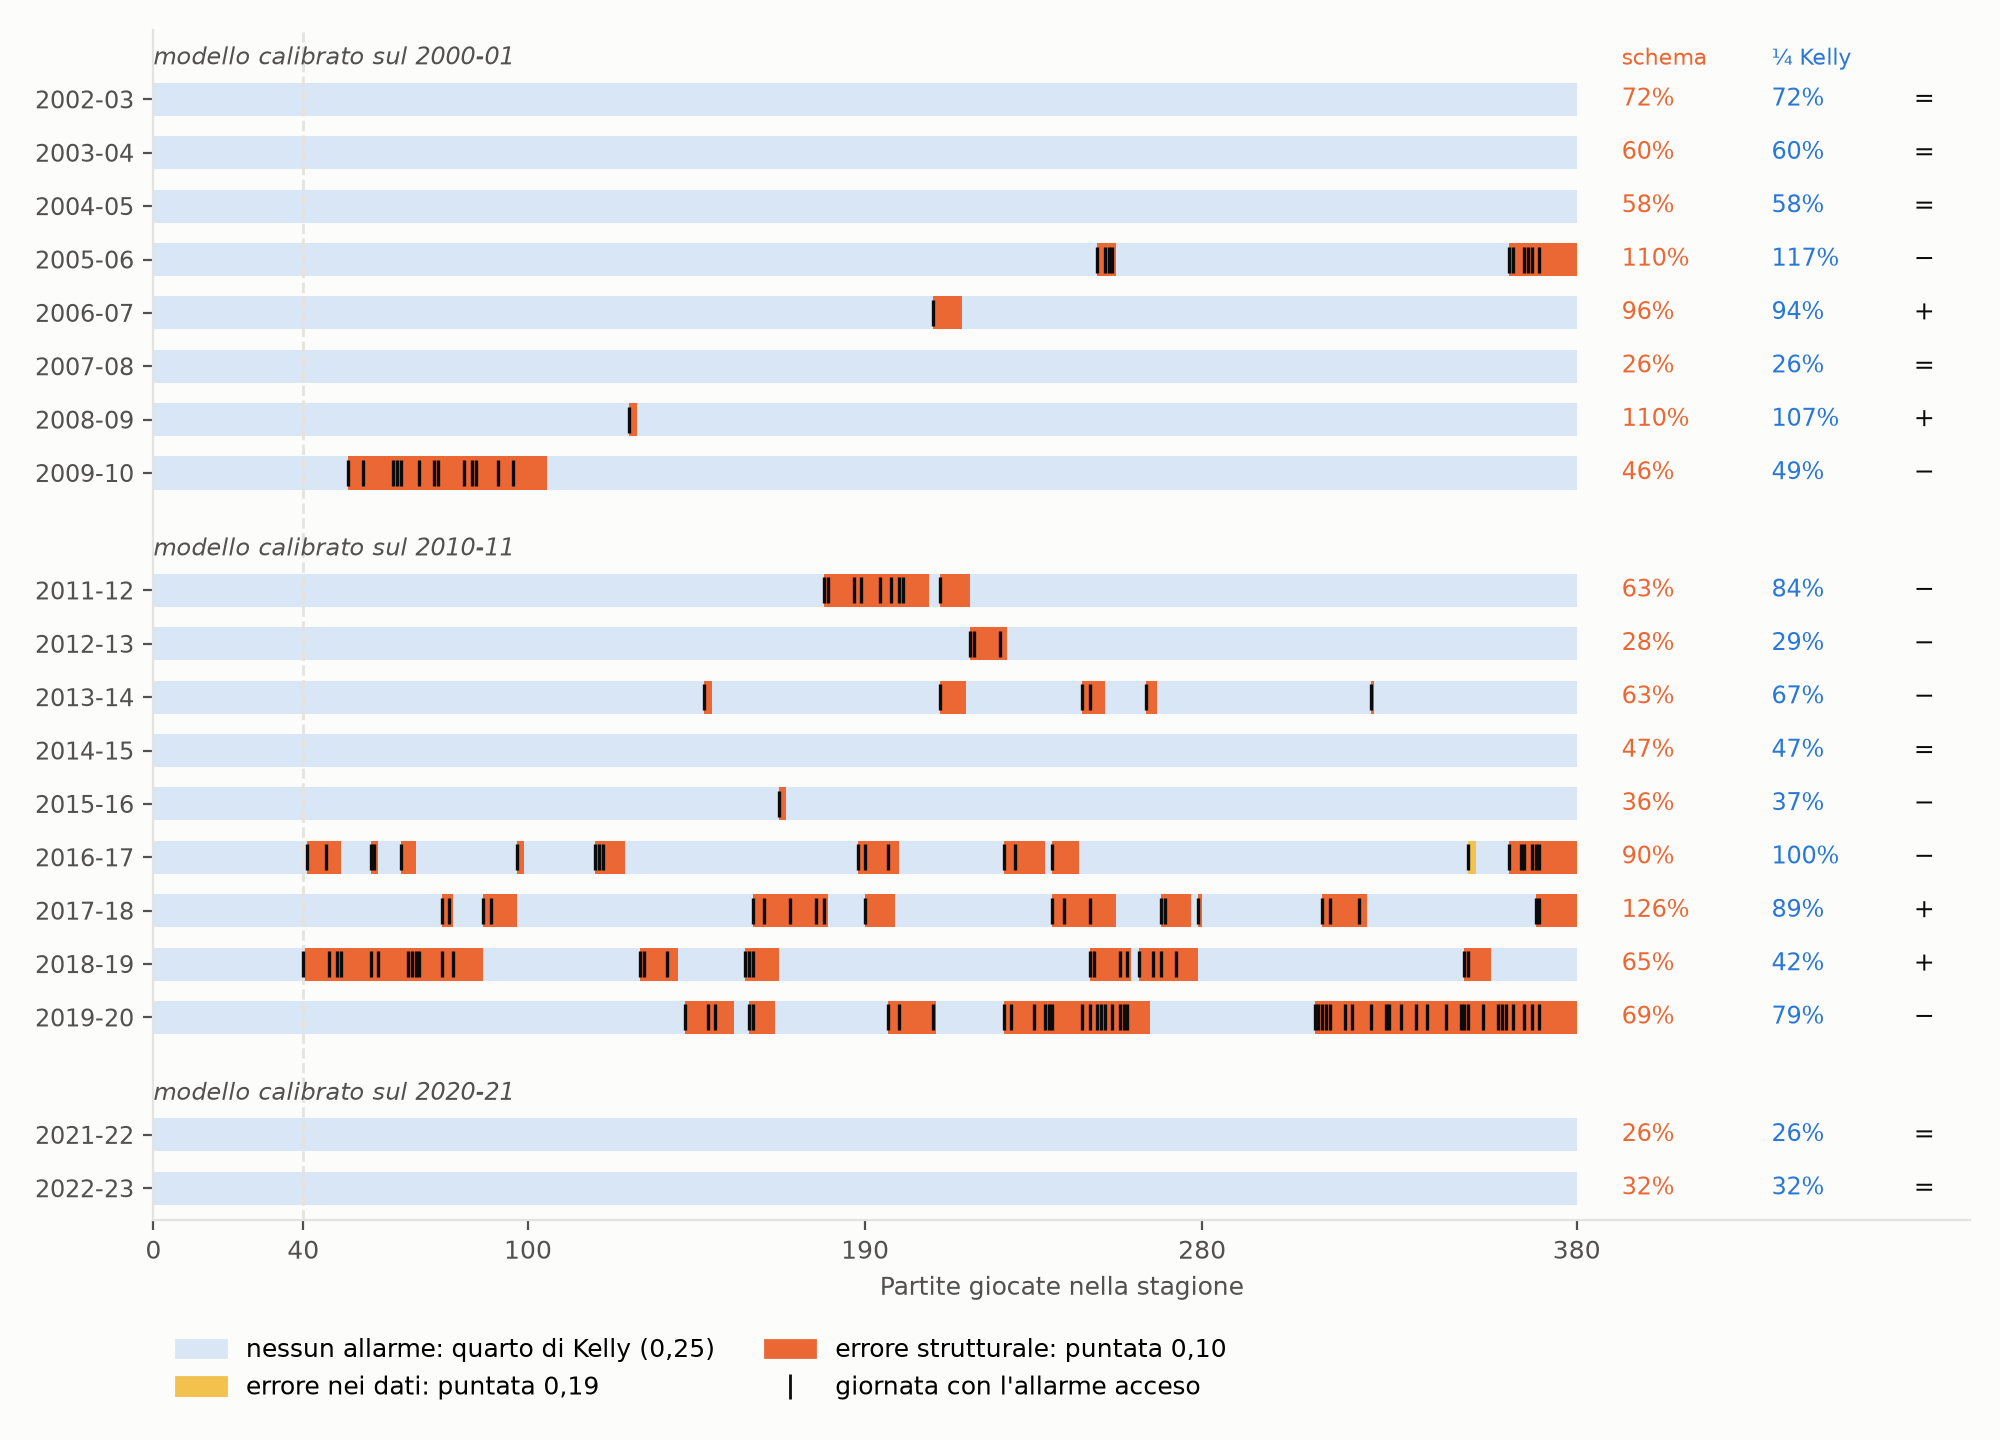 modello calibrato sul 2000-01 schema ¼ Kelly
2002-03 72% 72% =
2003-04 60% 60% =
2004-05 58% 58% =
2005-06 110% 117% −
2006-07 96% 94% +
2007-08 26% 26% =
2008-09 110% 107% +
2009-10 46% 49% −
modello calibrato sul 2010-11
2011-12 63% 84% −
2012-13 28% 29% −
2013-14 63% 67% −
2014-15 47% 47% =
2015-16 36% 37% −
2016-17 90% 100% −
2017-18 126% 89% +
2018-19 65% 42% +
2019-20 69% 79% −
modello calibrato sul 2020-21
2021-22 26% 26% =
2022-23 32% 32% =
0 40 100 190 280 380
Partite giocate nella stagione
nessun allarme: quarto di Kelly (0,25) errore strutturale: puntata 0,10
errore nei dati: puntata 0,19 giornata con l'allarme acceso